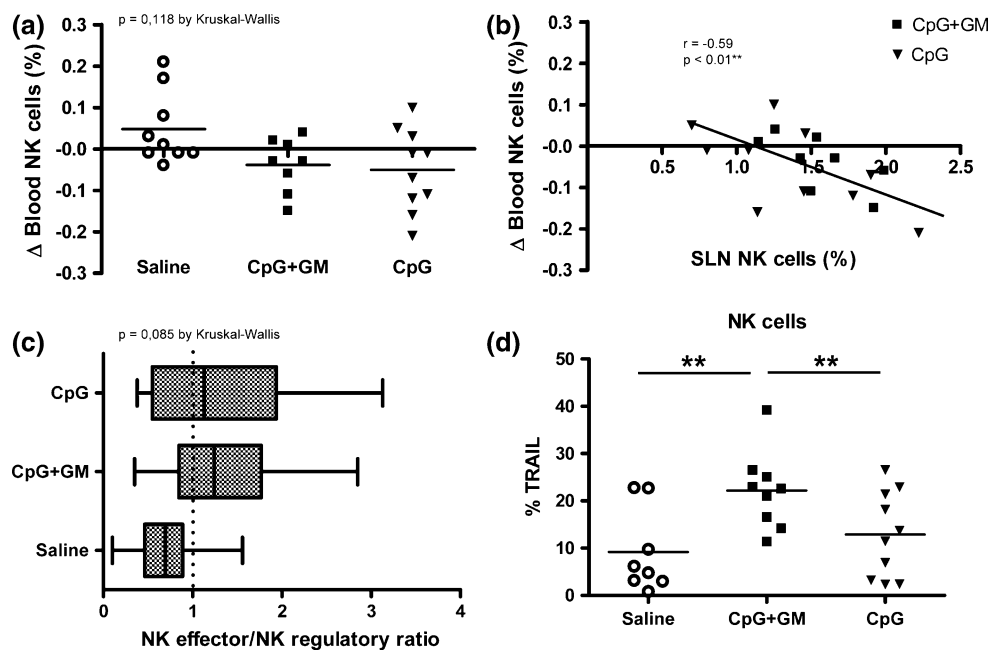 (a)
p = 0,118 by Kruskal-Wallis
Δ Blood NK cells (%)
0.3
0.2
0.1
-0.0
-0.1
-0.2
-0.3
Saline
CpG+GM
CpG
(b)
CpG+GM
CpG
r = -0.59
p < 0.01**
Δ Blood NK cells (%)
-0.3
0.2
0.1
0.0
-0.1
-0.2
-0.3
0.5
1.0
1.5
2.0
2.5
SLN NK cells (%)
(c)
p = 0,085 by Kruskal-Wallis
CpG
CpG+GM
Saline
0
1
2
3
4
NK effector/NK regulatory ratio
(d)
NK cells
**
**
% TRAIL
50
40
30
20
10
0
Saline
CpG+GM
CpG